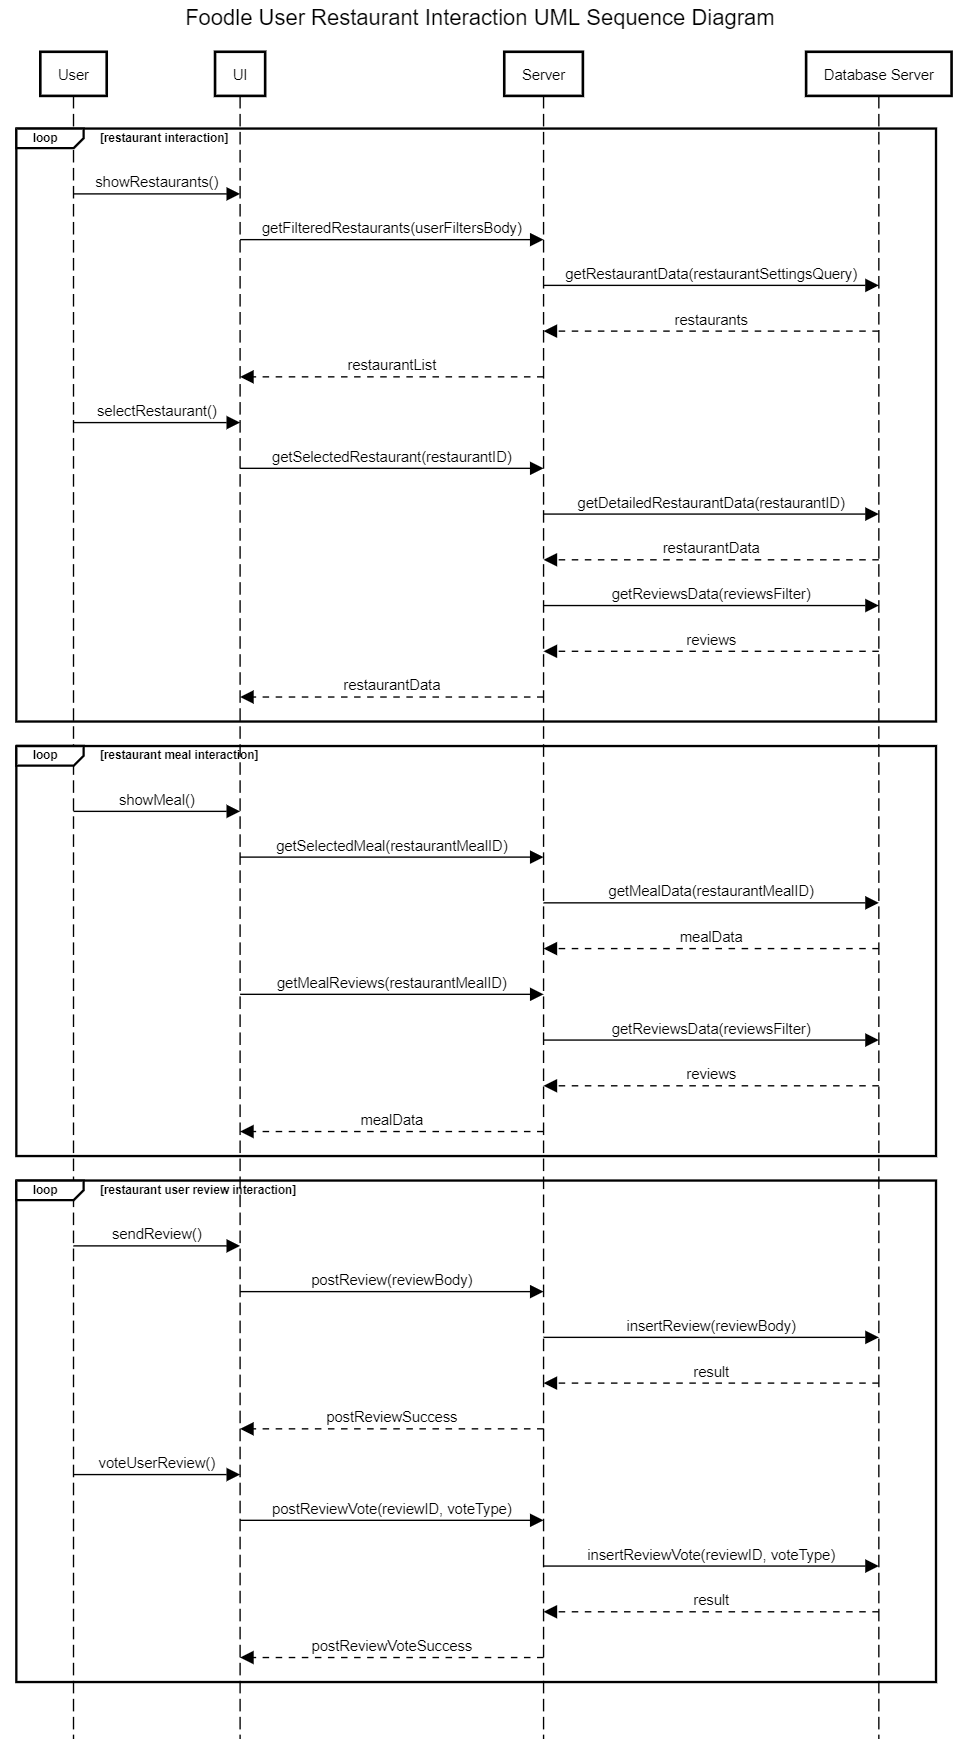 Foodle User Restaurant Interaction UML Sequence Diagram
User
UI
Server
Database Server
loop
[restaurant interaction]
showRestaurants()
getFilteredRestaurants(userFiltersBody)
getRestaurantData(restaurantSettingsQuery)
restaurants
restaurantList
selectRestaurant()
getSelectedRestaurant(restaurantID)
getDetailedRestaurantData(restaurantID)
restaurantData
getReviewsData(reviewsFilter)
reviews
restaurantData
loop
[restaurant meal interaction]
showMeal()
getSelectedMeal(restaurantMealID)
getMealData(restaurantMealID)
mealData
getMealReviews(restaurantMealID)
getReviewsData(reviewsFilter)
reviews
mealData
loop
[restaurant user review interaction]
sendReview()
postReview(reviewBody)
insertReview(reviewBody)
result
postReviewSuccess
voteUserReview()
postReviewVote(reviewID, voteType)
insertReviewVote(reviewID, voteType)
result
postReviewVoteSuccess